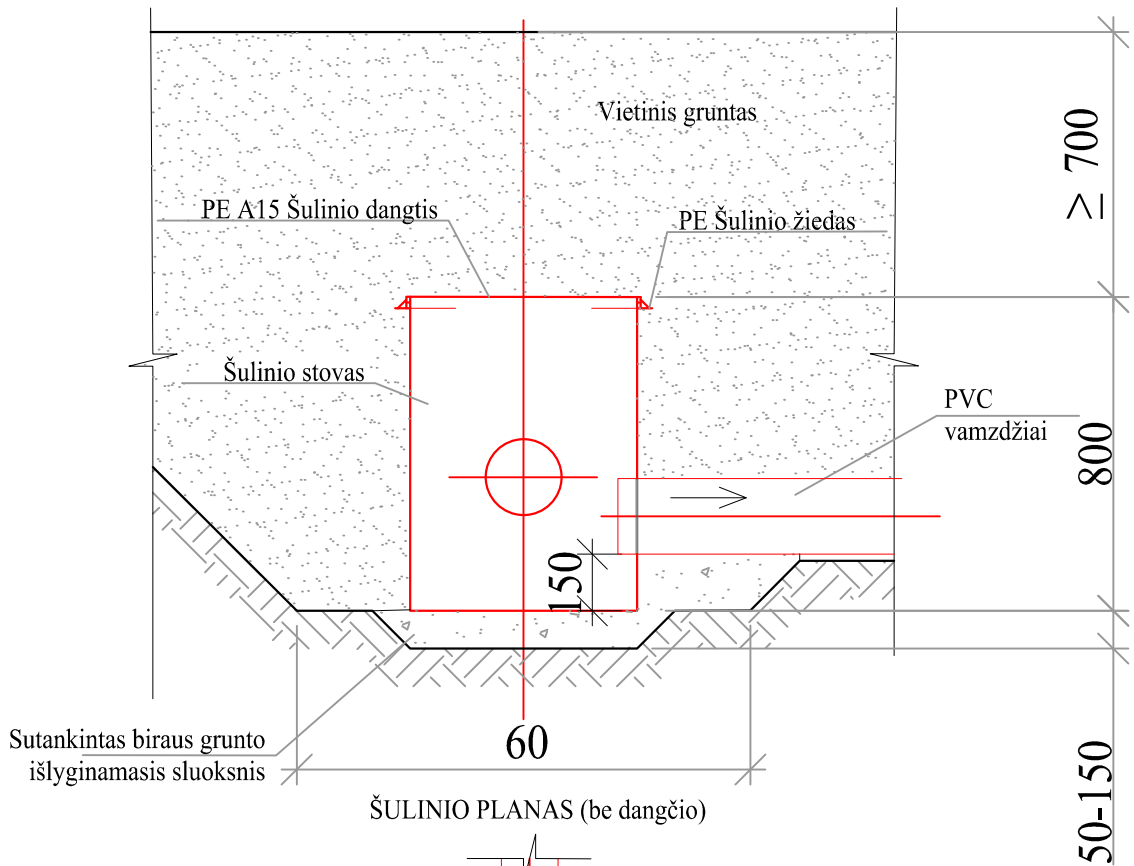 Vietinis gruntas
≥ 700
PE A15 Šulinio dangtis
PE Šulinio žiedas
Šulinio stovas
PVC
vamzdžiai
800
150
Sutankintas biraus grunto
išlyginamasis sluoksnis
60
50-150
ŠULINIO PLANAS (be dangčio)